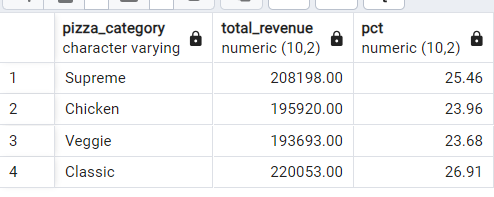 pizza_category total_revenue pct
character varying numeric (10,2) numeric (10,2)
1 Supreme 208198.00 25.46
2 Chicken 195920.00 23.96
3 Veggie 193693.00 23.68
4 Classic 220053.00 26.91